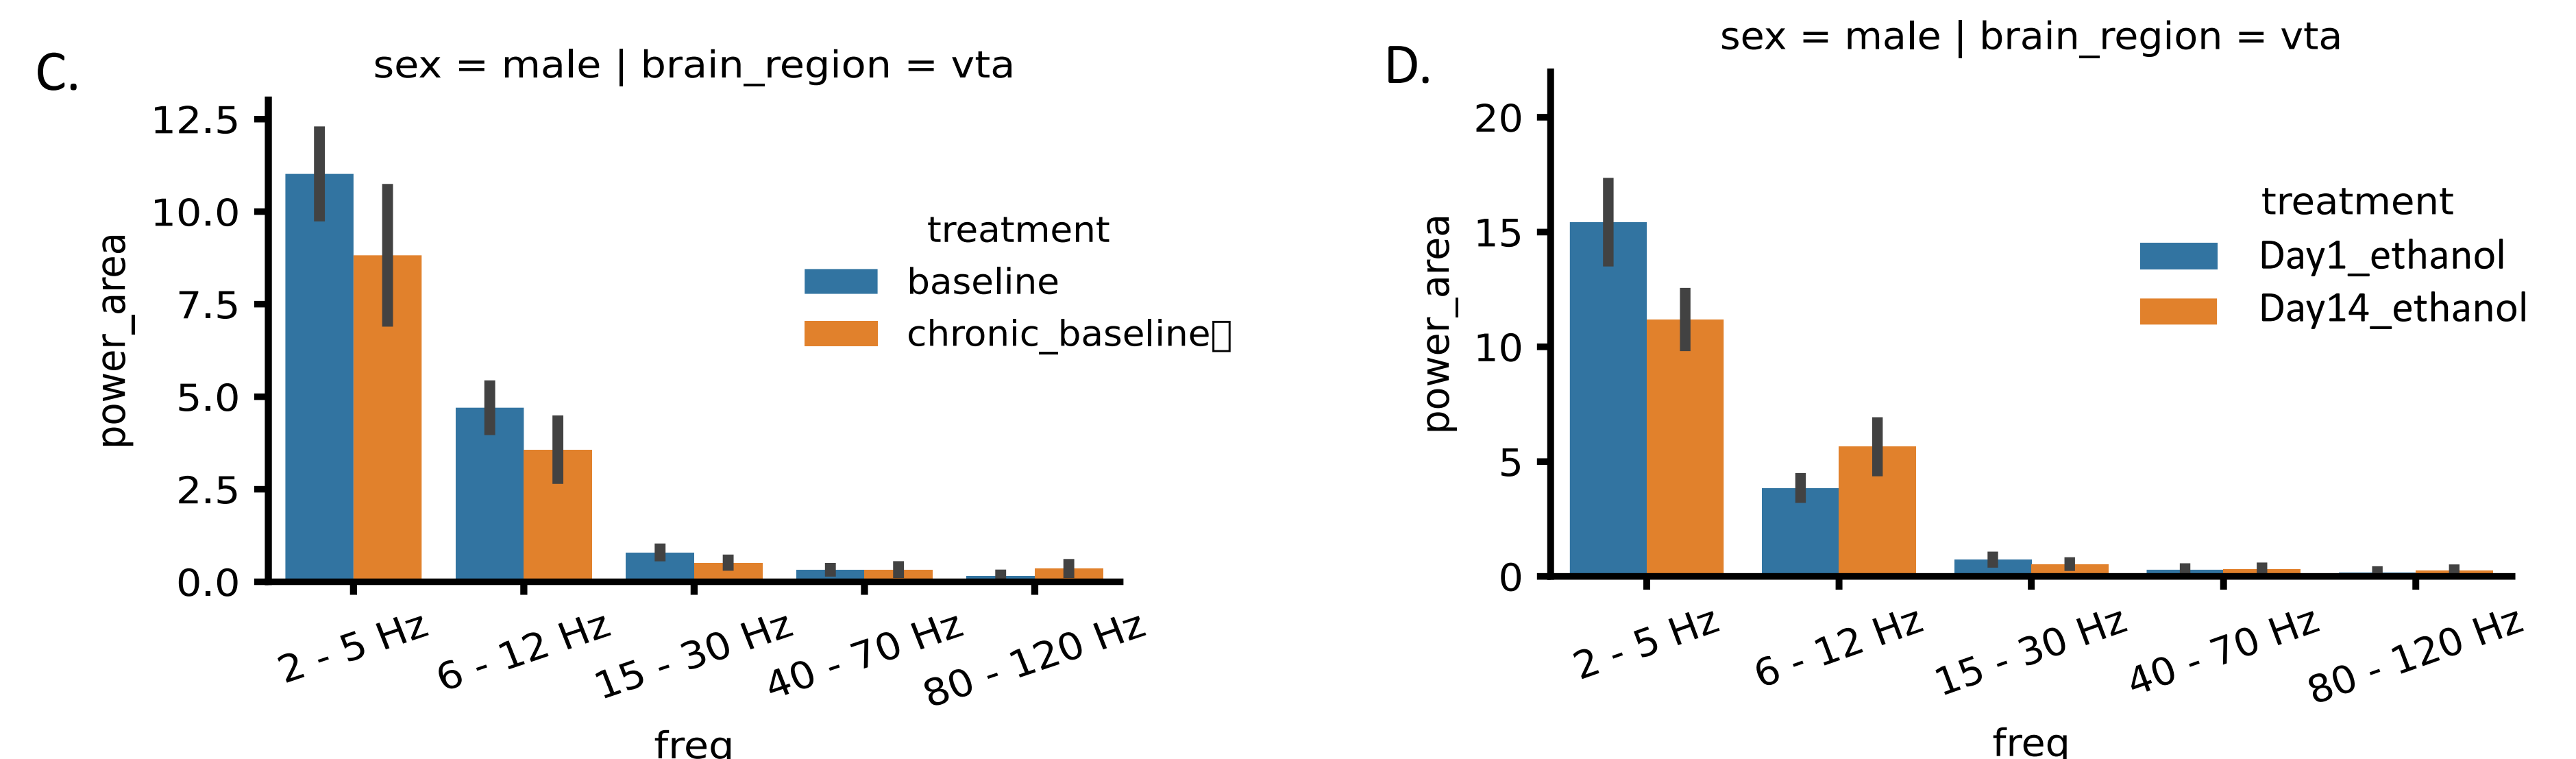 C.
sex = male | brain_region = vta
12.5
10.0
7.5
5.0
2.5
0.0
power_area
treatment
baseline
chronic_baseline▯
2 - 5 Hz
6 - 12 Hz
15 - 30 Hz
40 - 70 Hz
80 - 120 Hz
freq
D.
sex = male | brain_region = vta
20
15
10
5
0
power_area
treatment
Day1_ethanol
Day14_ethanol
2 - 5 Hz
6 - 12 Hz
15 - 30 Hz
40 - 70 Hz
80 - 120 Hz
freq